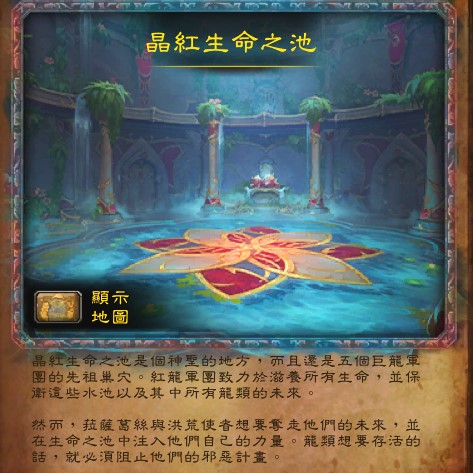 晶紅生命之池
顯示
地圖
晶紅生命之池是個神聖的地方，而且還是五個巨龍軍
團的先祖巢穴。紅龍軍團致力於滋養所有生命，並保
衛這些水池以及其中所有龍類的未來。
然而，菈薩葛絲與洪荒使者想要奪走他們的未來，並
在生命之池中注入他們自己的力量。龍類想要存活的
話，就必須阻止他們的邪惡計畫。